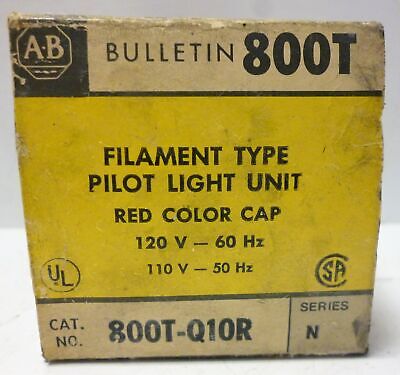 A-B BULLETIN 800T
FILAMENT TYPE
PILOT LIGHT UNIT
RED COLOR CAP
120 V — 60 Hz
110 V — 50 Hz
UL
SA
CAT. NO. 800T-Q10R
SERIES N